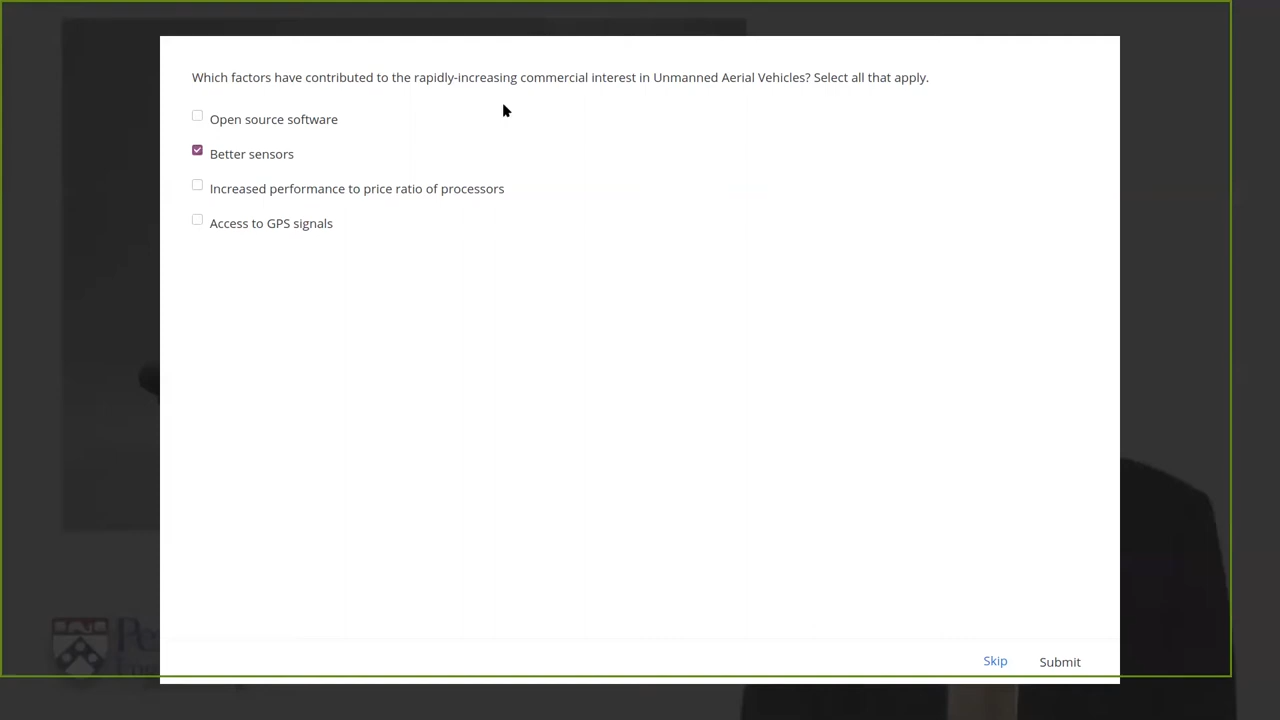 Which factors have contributed to the rapidly-increasing commercial interest in Unmanned Aerial Vehicles? Select all that apply.
Open source software
Better sensors
Increased performance to price ratio of processors
Access to GPS signals
Skip
Submit